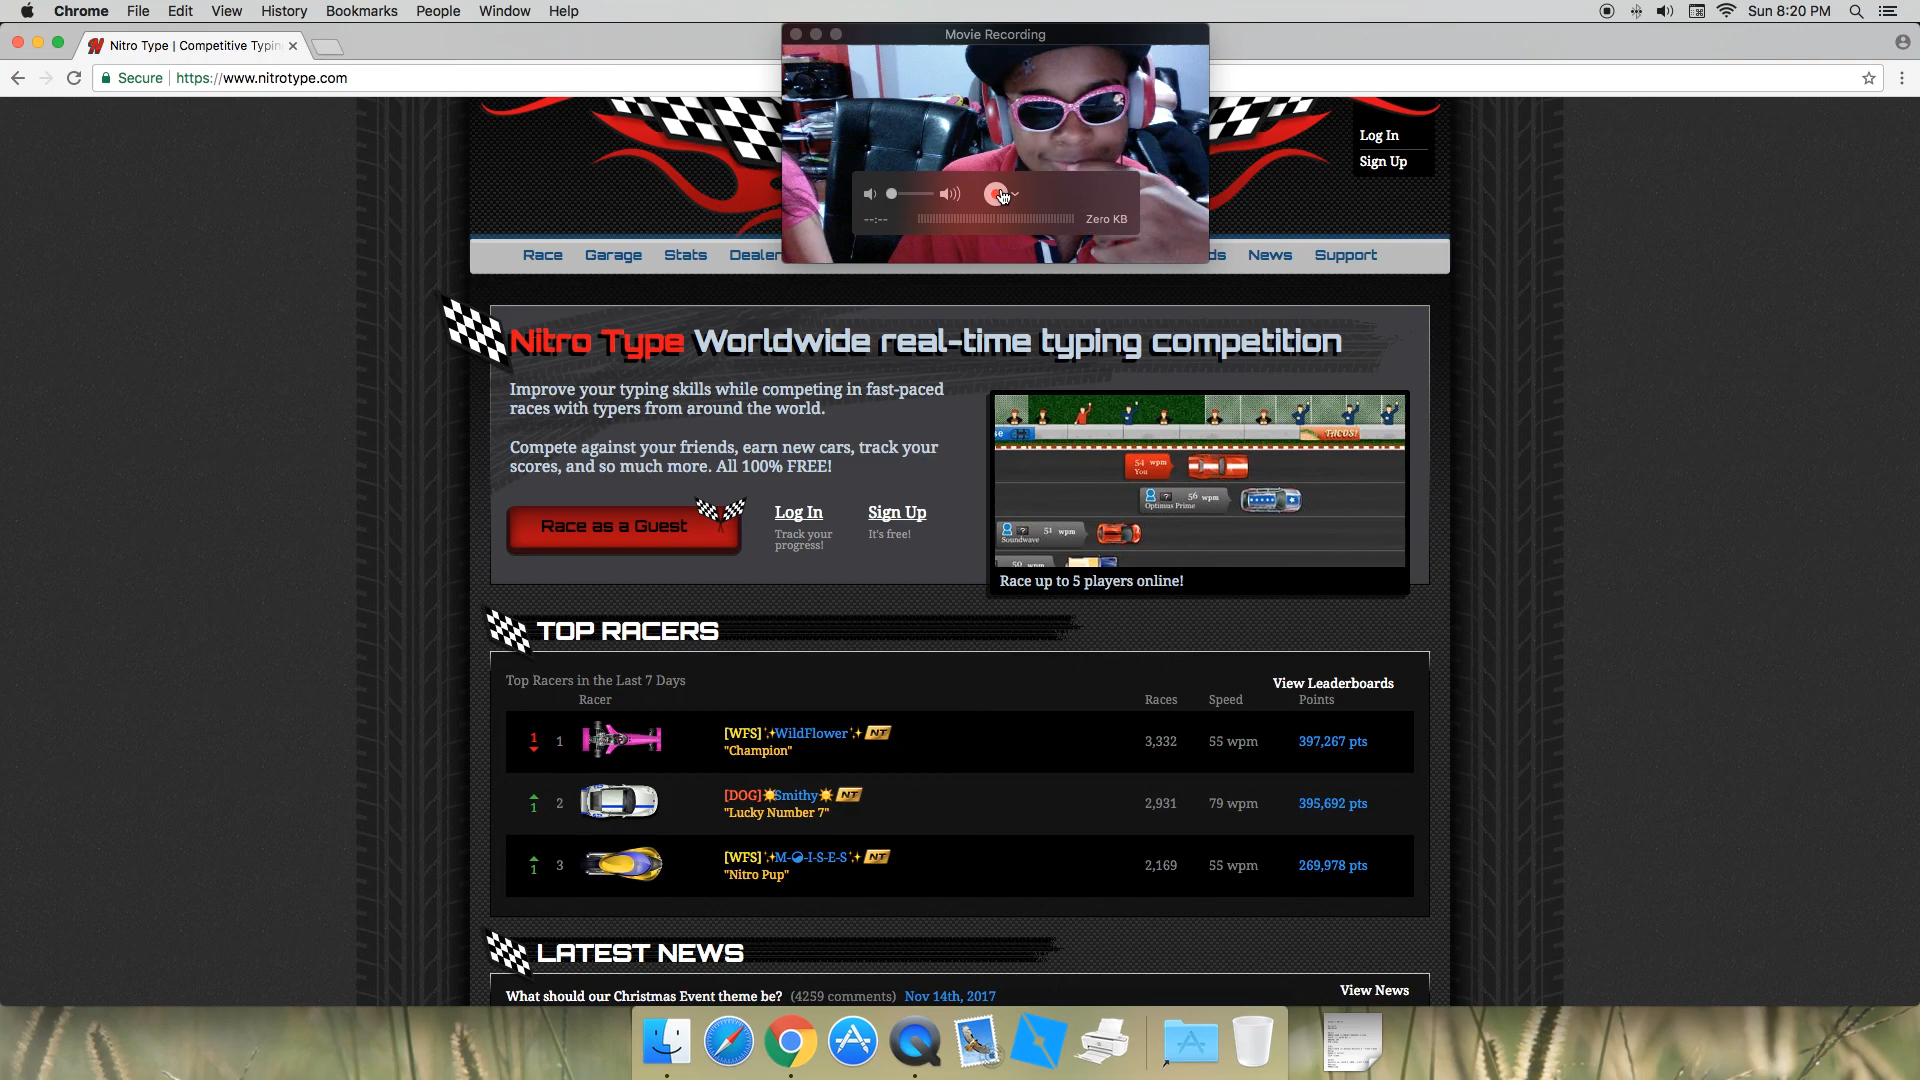 Chrome File Edit View History Bookmarks People Window Help
Sun 8:20 PM
Nitro Type | Competitive Typin
Movie Recording
Secure https://www.nitrotype.com
Log In
Sign Up
--:-- Zero KB
Race Garage Stats Dealer ds News Support
Nitro Type Worldwide real-time typing competition
Improve your typing skills while competing in fast-paced
races with typers from around the world.
Compete against your friends, earn new cars, track your
scores, and so much more. All 100% FREE!
Race as a Guest
Log In
Track your
progress!
Sign Up
It's free!
se
TACOS!
54 wpm
You
56 wpm
Optimus Prime
51 wpm
Soundwave
50 wpm
Race up to 5 players online!
TOP RACERS
Top Racers in the Last 7 Days
View Leaderboards
Racer Races Speed Points
1 1 [WFS]✨WildFlower✨ NT 3,332 55 wpm 397,267 pts
"Champion"
1 2 [DOG]☀Smithy☀ NT 2,931 79 wpm 395,692 pts
"Lucky Number 7"
1 3 [WFS]✨M-☯-I-S-E-S✨ NT 2,169 55 wpm 269,978 pts
"Nitro Pup"
LATEST NEWS
What should our Christmas Event theme be? (4259 comments) Nov 14th, 2017
View News